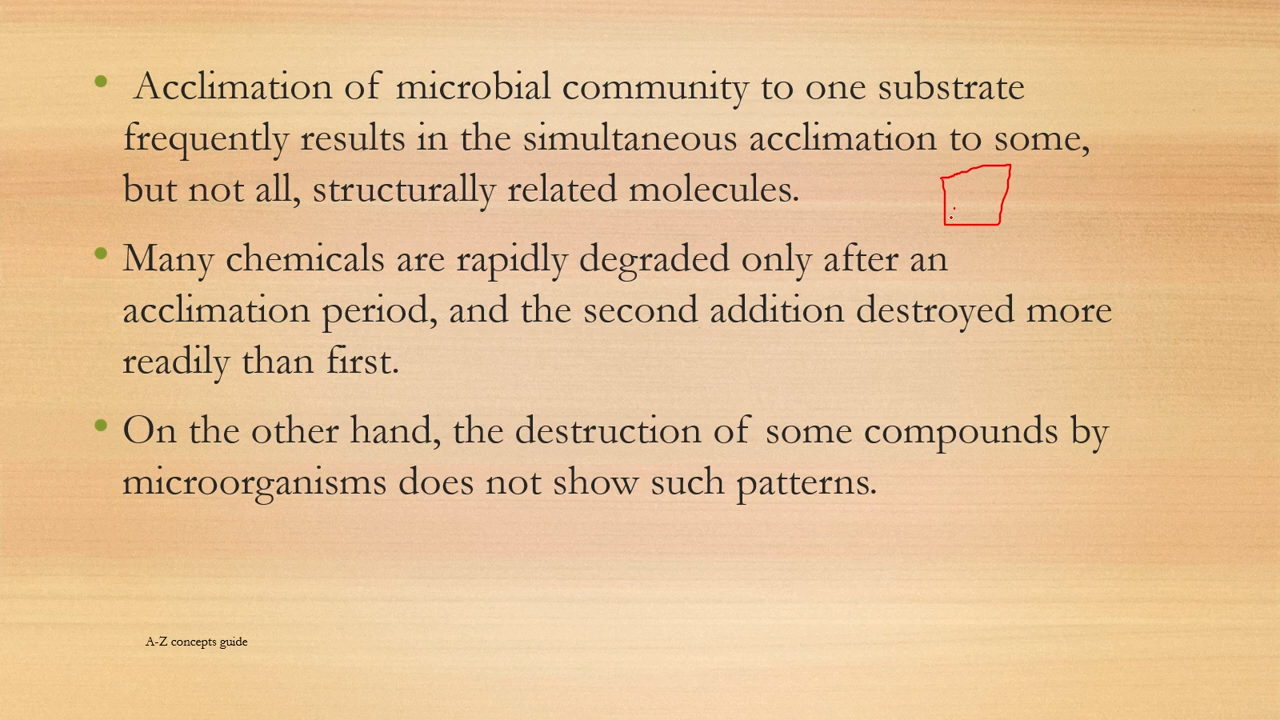 • Acclimation of microbial community to one substrate
frequently results in the simultaneous acclimation to some,
but not all, structurally related molecules.
• Many chemicals are rapidly degraded only after an
acclimation period, and the second addition destroyed more
readily than first.
• On the other hand, the destruction of some compounds by
microorganisms does not show such patterns.
A-Z concepts guide